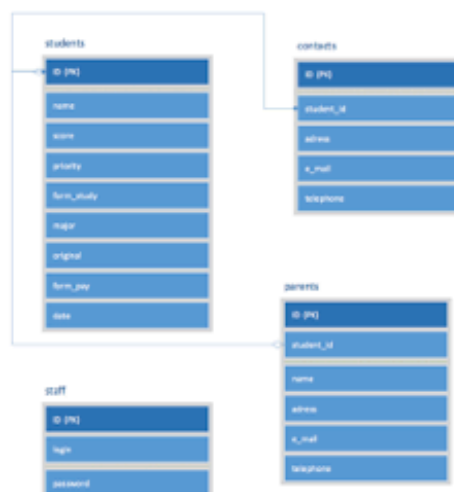 students
ID (PK)
name
score
priority
form_study
major
original
form_pay
date
contacts
ID (PK)
student_id
adress
e_mail
telephone
parents
ID (PK)
student_id
name
adress
e_mail
telephone
staff
ID (PK)
login
password